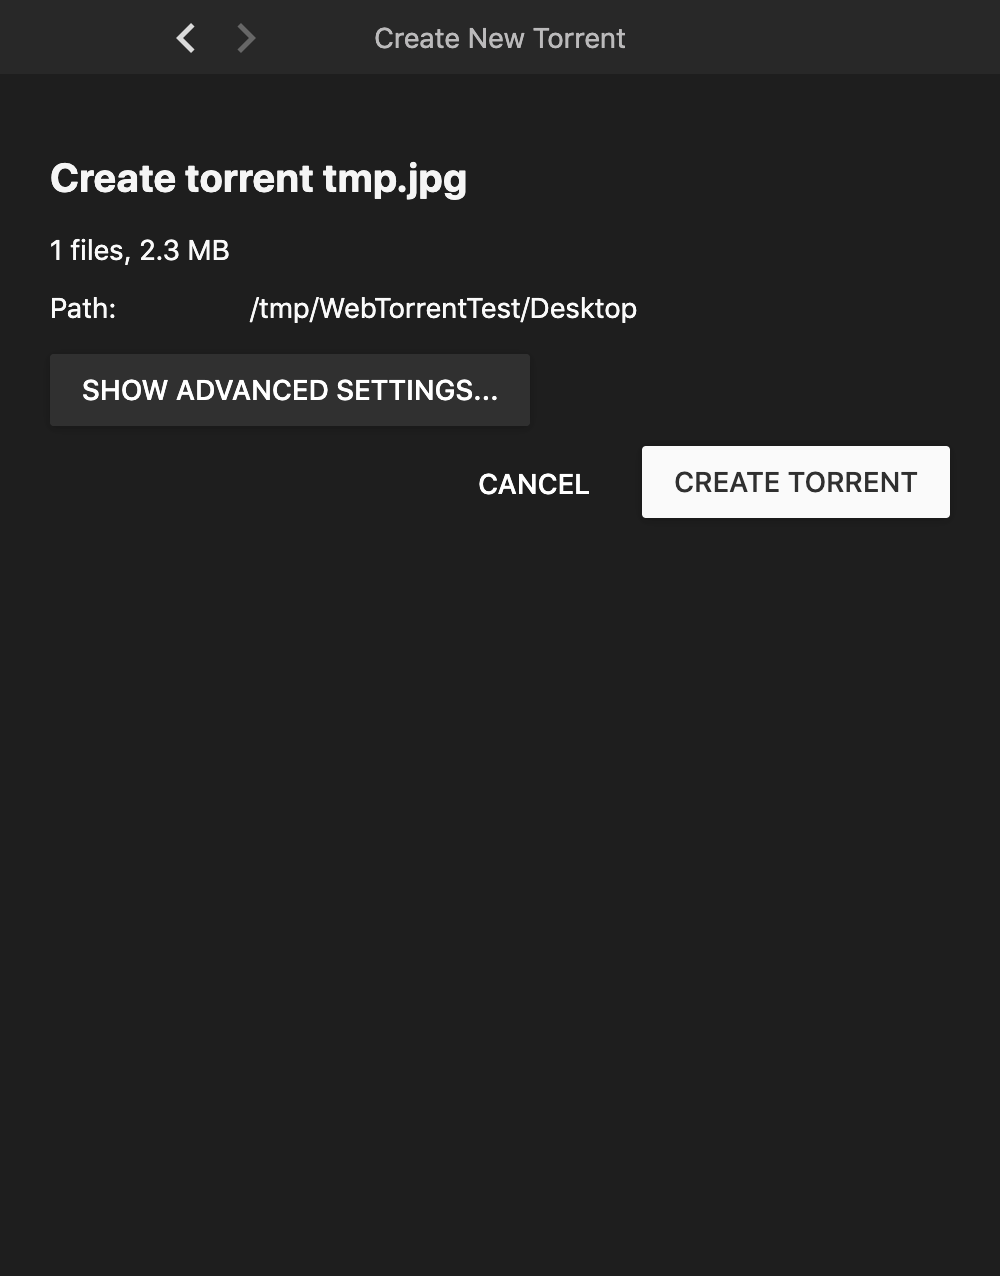 Create New Torrent
Create torrent tmp.jpg
1 files, 2.3 MB
Path: /tmp/WebTorrentTest/Desktop
SHOW ADVANCED SETTINGS...
CANCEL CREATE TORRENT